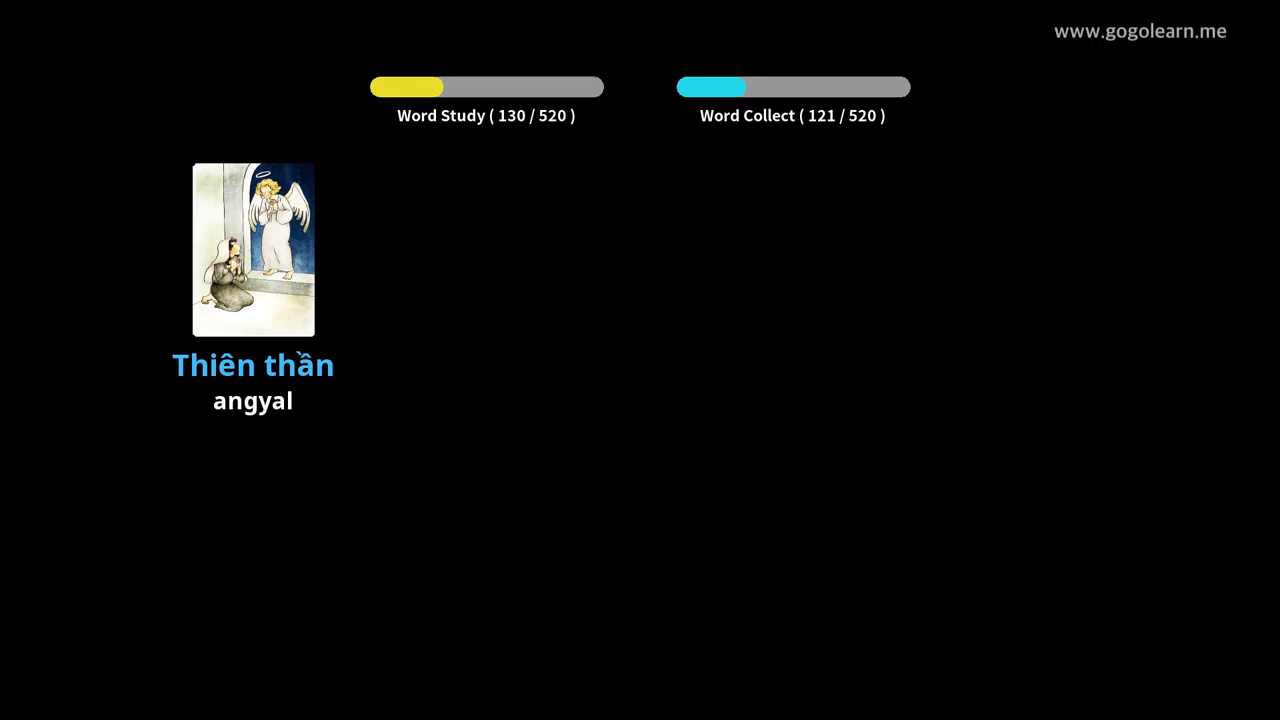 www.gogolearn.me
Word Study ( 130 / 520 )
Word Collect ( 121 / 520 )
Thiên thần
angyal